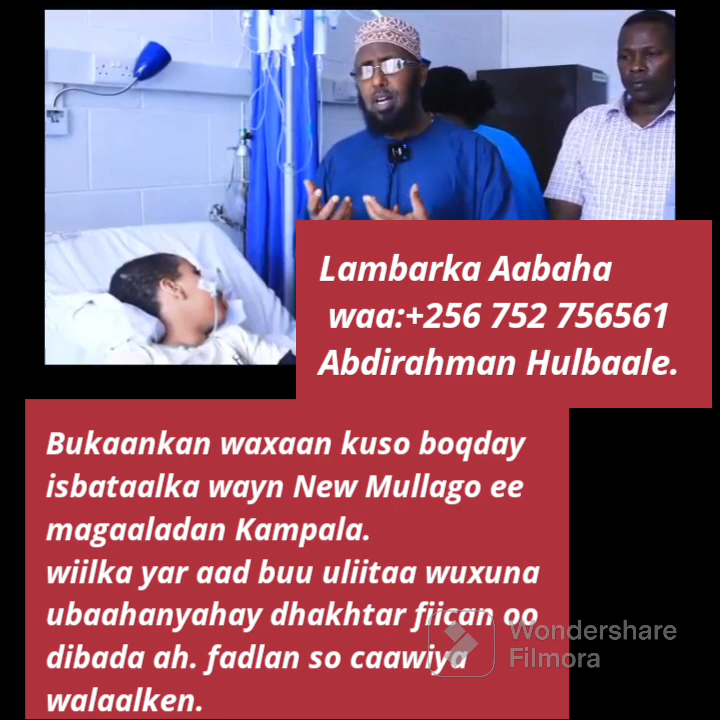 Lambarka Aabaha
waa:+256 752 756561
Abdirahman Hulbaale.
Bukaankan waxaan kuso boqday
isbataalka wayn New Mullago ee
magaaladan Kampala.
wiilka yar aad buu uliitaa wuxuna
ubaahanyahay dhakhtar fiican oo
dibada ah. fadlan so caawiya
walaalken.
Wondershare
Filmora